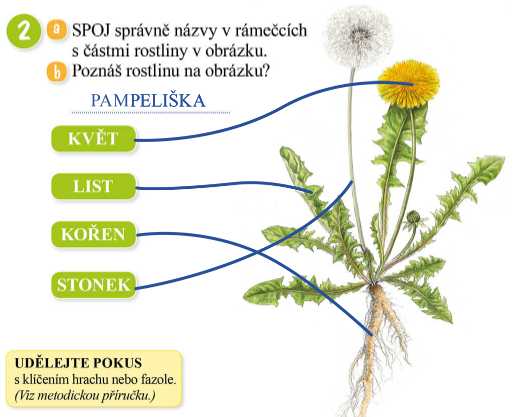 2 a SPOJ správně názvy v rámečcích
s částmi rostliny v obrázku.
b Poznáš rostlinu na obrázku?
PAMPELIŠKA
KVĚT
LIST
KOŘEN
STONEK
UDĚLEJTE POKUS
s klíčením hrachu nebo fazole.
(Viz metodickou příručku.)